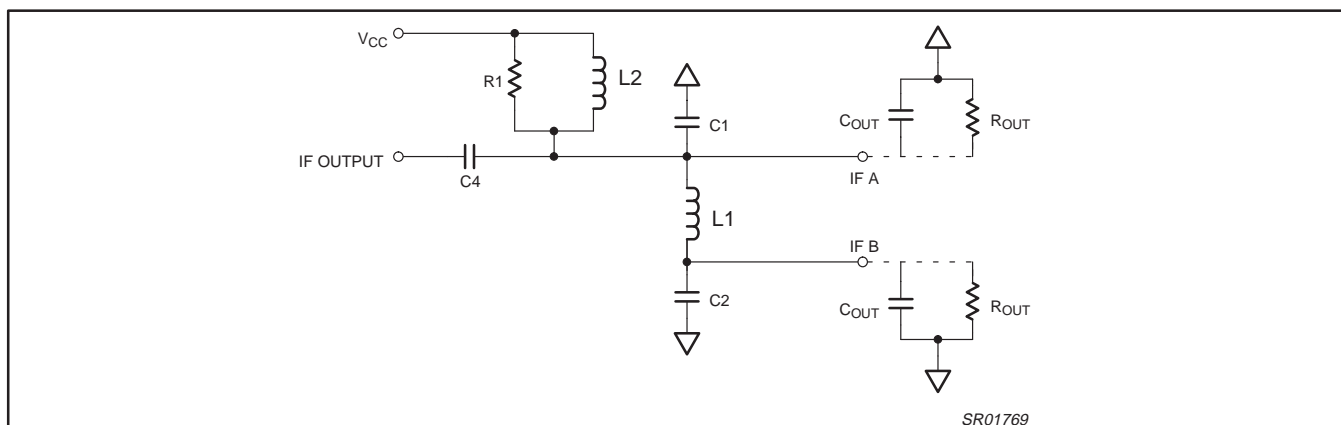 VCC
R1
L2
C1
COUT
ROUT
IF OUTPUT
C4
IF A
L1
IF B
C2
COUT
ROUT
SR01769